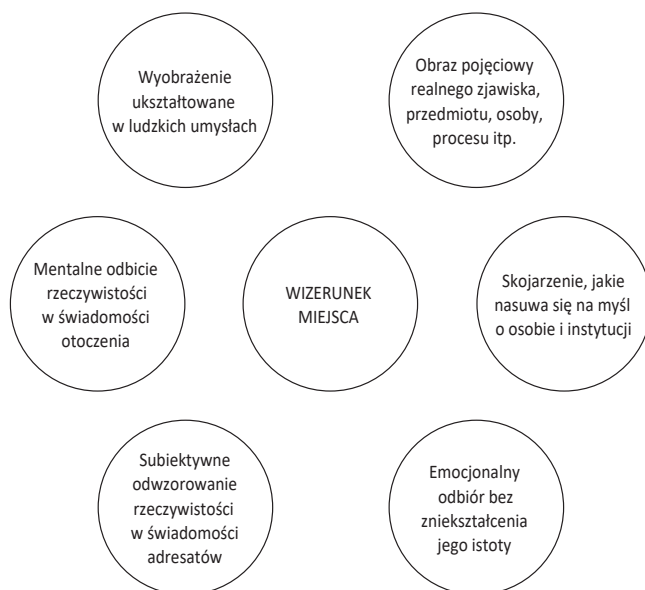 Wyobrażenie
ukształtowane
w ludzkich umysłach
Obraz pojęciowy
realnego zjawiska,
przedmiotu, osoby,
procesu itp.
Mentalne odbicie
rzeczywistości
w świadomości
otoczenia
WIZERUNEK
MIEJSCA
Skojarzenie, jakie
nasuwa się na myśl
o osobie i instytucji
Subiektywne
odwzorowanie
rzeczywistości
w świadomości
adresatów
Emocjonalny
odbiór bez
zniekształcenia
jego istoty